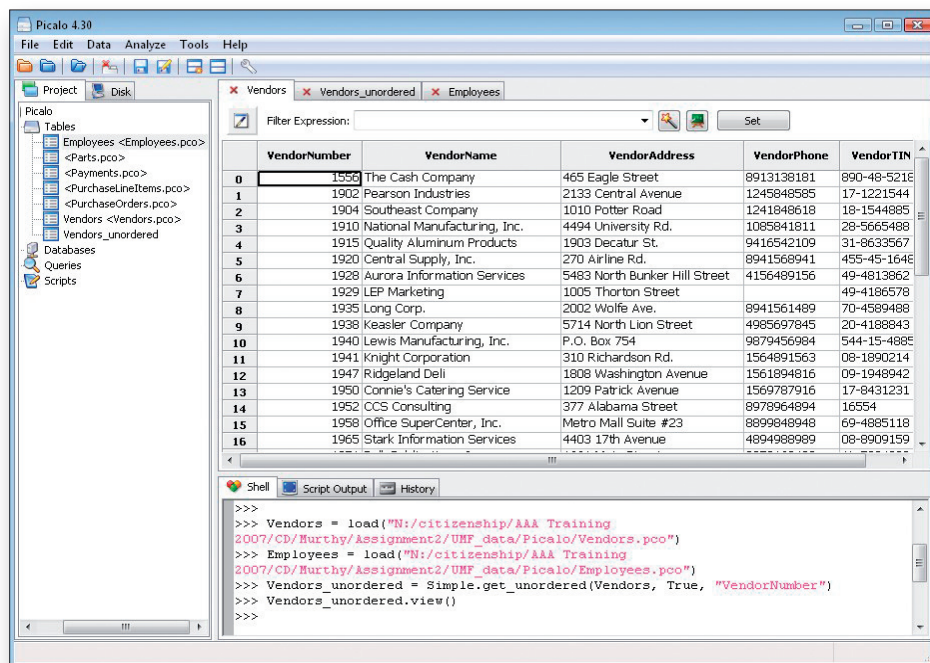 Picalo 4.30
File Edit Data Analyze Tools Help
Project Disk
Picalo
Tables
Employees <Employees.pco>
<Parts.pco>
<Payments.pco>
<PurchaseLineItems.pco>
<PurchaseOrders.pco>
Vendors <Vendors.pco>
Vendors_unordered
Databases
Queries
Scripts
Vendors Vendors_unordered Employees
Filter Expression: Set
VendorNumber VendorName VendorAddress VendorPhone VendorTIN
0 1556 The Cash Company 465 Eagle Street 8913138181 890-48-5218
1 1902 Pearson Industries 2133 Central Avenue 1245848585 17-1221544
2 1904 Southeast Company 1010 Potter Road 1241848618 18-1544885
3 1910 National Manufacturing, Inc. 4494 University Rd. 1085841811 28-5665488
4 1915 Quality Aluminum Products 1903 Decatur St. 9416542109 31-8633567
5 1920 Central Supply, Inc. 270 Airline Rd. 8941568941 455-45-1648
6 1928 Aurora Information Services 5483 North Bunker Hill Street 4156489156 49-4813862
7 1929 LEP Marketing 1005 Thorton Street 49-4186578
8 1935 Long Corp. 2002 Wolfe Ave. 8941561489 70-4589488
9 1938 Keasler Company 5714 North Lion Street 4985697845 20-4188843
10 1940 Lewis Manufacturing, Inc. P.O. Box 754 9879456984 544-15-4885
11 1941 Knight Corporation 310 Richardson Rd. 1564891563 08-1890214
12 1947 Ridgeland Deli 1808 Washington Avenue 1561894816 09-1948942
13 1950 Connie's Catering Service 1209 Patrick Avenue 1569787916 17-8431231
14 1952 CCS Consulting 377 Alabama Street 8978964894 16554
15 1958 Office SuperCenter, Inc. Metro Mall Suite #23 8899848948 69-4885118
16 1965 Stark Information Services 4403 17th Avenue 4894988989 08-8909159
Shell Script Output History
>>>
>>> Vendors = load("N:/citizenship/AAA Training
2007/CD/Murthy/Assignment2/UMF_data/Picalo/Vendors.pco")
>>> Employees = load("N:/citizenship/AAA Training
2007/CD/Murthy/Assignment2/UMF_data/Picalo/Employees.pco")
>>> Vendors_unordered = Simple.get_unordered(Vendors, True, "VendorNumber")
>>> Vendors_unordered.view()
>>>